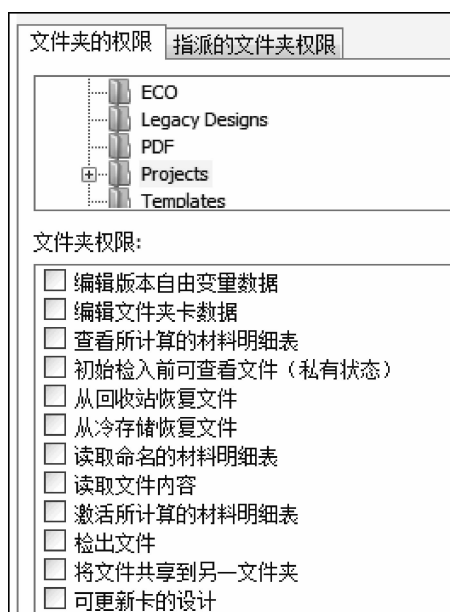 文件夹的权限 指派的文件夹权限
ECO
Legacy Designs
PDF
Projects
Templates
文件夹权限:
编辑版本自由变量数据
编辑文件夹卡数据
查看所计算的材料明细表
初始检入前可查看文件（私有状态）
从回收站恢复文件
从冷存储恢复文件
读取命名的材料明细表
读取文件内容
激活所计算的材料明细表
检出文件
将文件共享到另一文件夹
可更新卡的设计